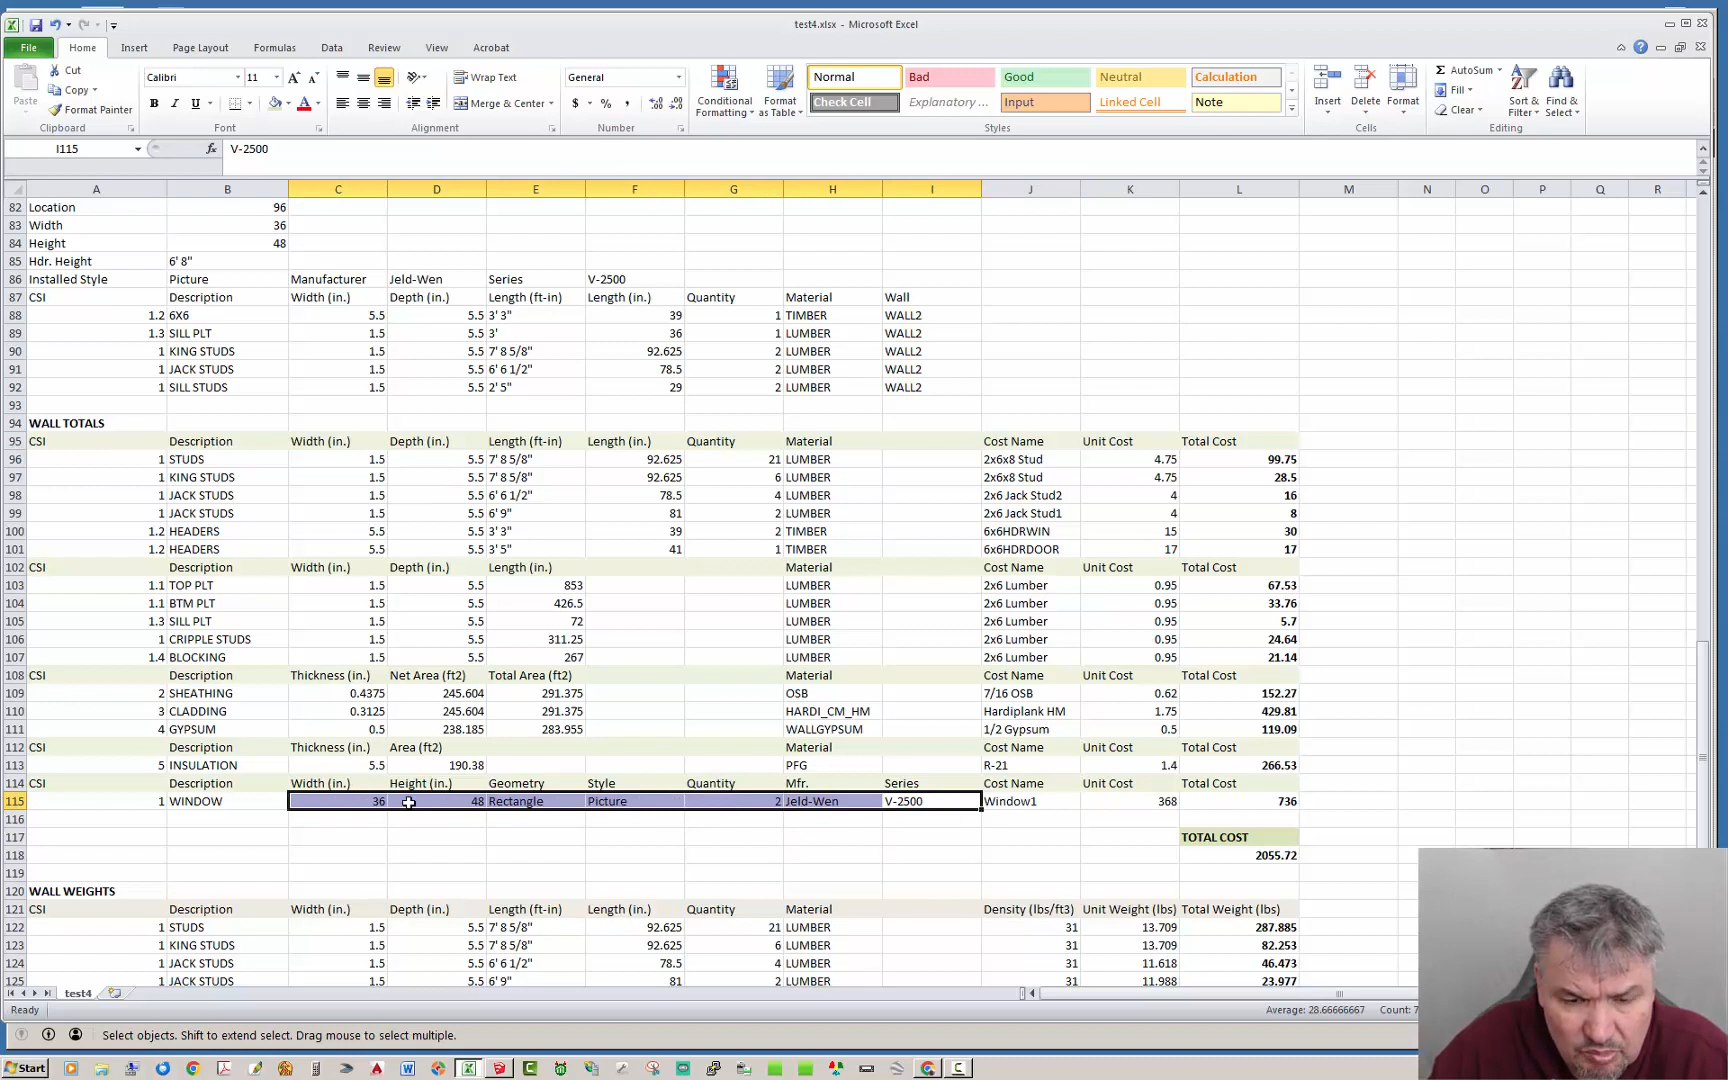 test4.xlsx - Microsoft Excel
File Home Insert Page Layout Formulas Data Review View Acrobat
Paste Cut Copy Format Painter Clipboard
Calibri 11 B I U Font
Wrap Text Merge & Center Alignment
General $ % , Number
Conditional Formatting Format as Table
Normal Bad Good Neutral Calculation
Check Cell Explanatory ... Input Linked Cell Note
Styles
Insert Delete Format Cells
AutoSum Fill Clear Sort & Filter Find & Select Editing
I115 fx V-2500
A B C D E F G H I J K L M N O P Q R
82 Location 96
83 Width 36
84 Height 48
85 Hdr. Height 6' 8"
86 Installed Style Picture Manufacturer Jeld-Wen Series V-2500
87 CSI Description Width (in.) Depth (in.) Length (ft-in) Length (in.) Quantity Material Wall
88 1.2 6X6 5.5 5.5 3' 3" 39 1 TIMBER WALL2
89 1.3 SILL PLT 1.5 5.5 3' 36 1 LUMBER WALL2
90 1 KING STUDS 1.5 5.5 7' 8 5/8" 92.625 2 LUMBER WALL2
91 1 JACK STUDS 1.5 5.5 6' 6 1/2" 78.5 2 LUMBER WALL2
92 1 SILL STUDS 1.5 5.5 2' 5" 29 2 LUMBER WALL2
93
94 WALL TOTALS
95 CSI Description Width (in.) Depth (in.) Length (ft-in) Length (in.) Quantity Material Cost Name Unit Cost Total Cost
96 1 STUDS 1.5 5.5 7' 8 5/8" 92.625 21 LUMBER 2x6x8 Stud 4.75 99.75
97 1 KING STUDS 1.5 5.5 7' 8 5/8" 92.625 6 LUMBER 2x6x8 Stud 4.75 28.5
98 1 JACK STUDS 1.5 5.5 6' 6 1/2" 78.5 4 LUMBER 2x6 Jack Stud2 4 16
99 1 JACK STUDS 1.5 5.5 6' 9" 81 2 LUMBER 2x6 Jack Stud1 4 8
100 1.2 HEADERS 5.5 5.5 3' 3" 39 2 TIMBER 6x6HDRWIN 15 30
101 1.2 HEADERS 5.5 5.5 3' 5" 41 1 TIMBER 6x6HDRDOOR 17 17
102 CSI Description Width (in.) Depth (in.) Length (in.) Material Cost Name Unit Cost Total Cost
103 1.1 TOP PLT 1.5 5.5 853 LUMBER 2x6 Lumber 0.95 67.53
104 1.1 BTM PLT 1.5 5.5 426.5 LUMBER 2x6 Lumber 0.95 33.76
105 1.3 SILL PLT 1.5 5.5 72 LUMBER 2x6 Lumber 0.95 5.7
106 1 CRIPPLE STUDS 1.5 5.5 311.25 LUMBER 2x6 Lumber 0.95 24.64
107 1.4 BLOCKING 1.5 5.5 267 LUMBER 2x6 Lumber 0.95 21.14
108 CSI Description Thickness (in.) Net Area (ft2) Total Area (ft2) Material Cost Name Unit Cost Total Cost
109 2 SHEATHING 0.4375 245.604 291.375 OSB 7/16 OSB 0.62 152.27
110 3 CLADDING 0.3125 245.604 291.375 HARDI_CM_HM Hardiplank HM 1.75 429.81
111 4 GYPSUM 0.5 238.185 283.955 WALLGYPSUM 1/2 Gypsum 0.5 119.09
112 CSI Description Thickness (in.) Area (ft2) Material Cost Name Unit Cost Total Cost
113 5 INSULATION 5.5 190.38 PFG R-21 1.4 266.53
114 CSI Description Width (in.) Height (in.) Geometry Style Quantity Mfr. Series Cost Name Unit Cost Total Cost
115 1 WINDOW 36 48 Rectangle Picture 2 Jeld-Wen V-2500 Window1 368 736
116
117 TOTAL COST
118 2055.72
119
120 WALL WEIGHTS
121 CSI Description Width (in.) Depth (in.) Length (ft-in) Length (in.) Quantity Material Density (lbs/ft3) Unit Weight (lbs) Total Weight (lbs)
122 1 STUDS 1.5 5.5 7' 8 5/8" 92.625 21 LUMBER 31 13.709 287.885
123 1 KING STUDS 1.5 5.5 7' 8 5/8" 92.625 6 LUMBER 31 13.709 82.253
124 1 JACK STUDS 1.5 5.5 6' 6 1/2" 78.5 4 LUMBER 31 11.618 46.473
125 1 JACK STUDS 1.5 5.5 6' 9" 81 2 LUMBER 31 11.988 23.977
test4
Ready Average: 28.66666667 Count: 7
Select objects. Shift to extend select. Drag mouse to select multiple.
Start